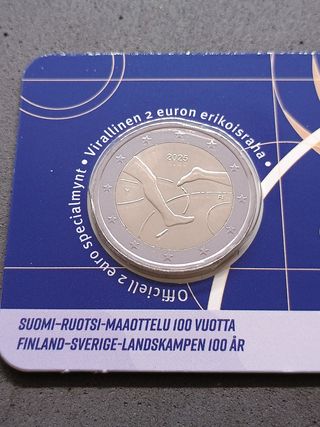 • Virallinen 2 euron erikoisraha •
Officiell 2 euro specialmynt
2025
FI
SUOMI-RUOTSI-MAAOTTELU 100 VUOTTA
FINLAND-SVERIGE-LANDSKAMPEN 100 ÅR